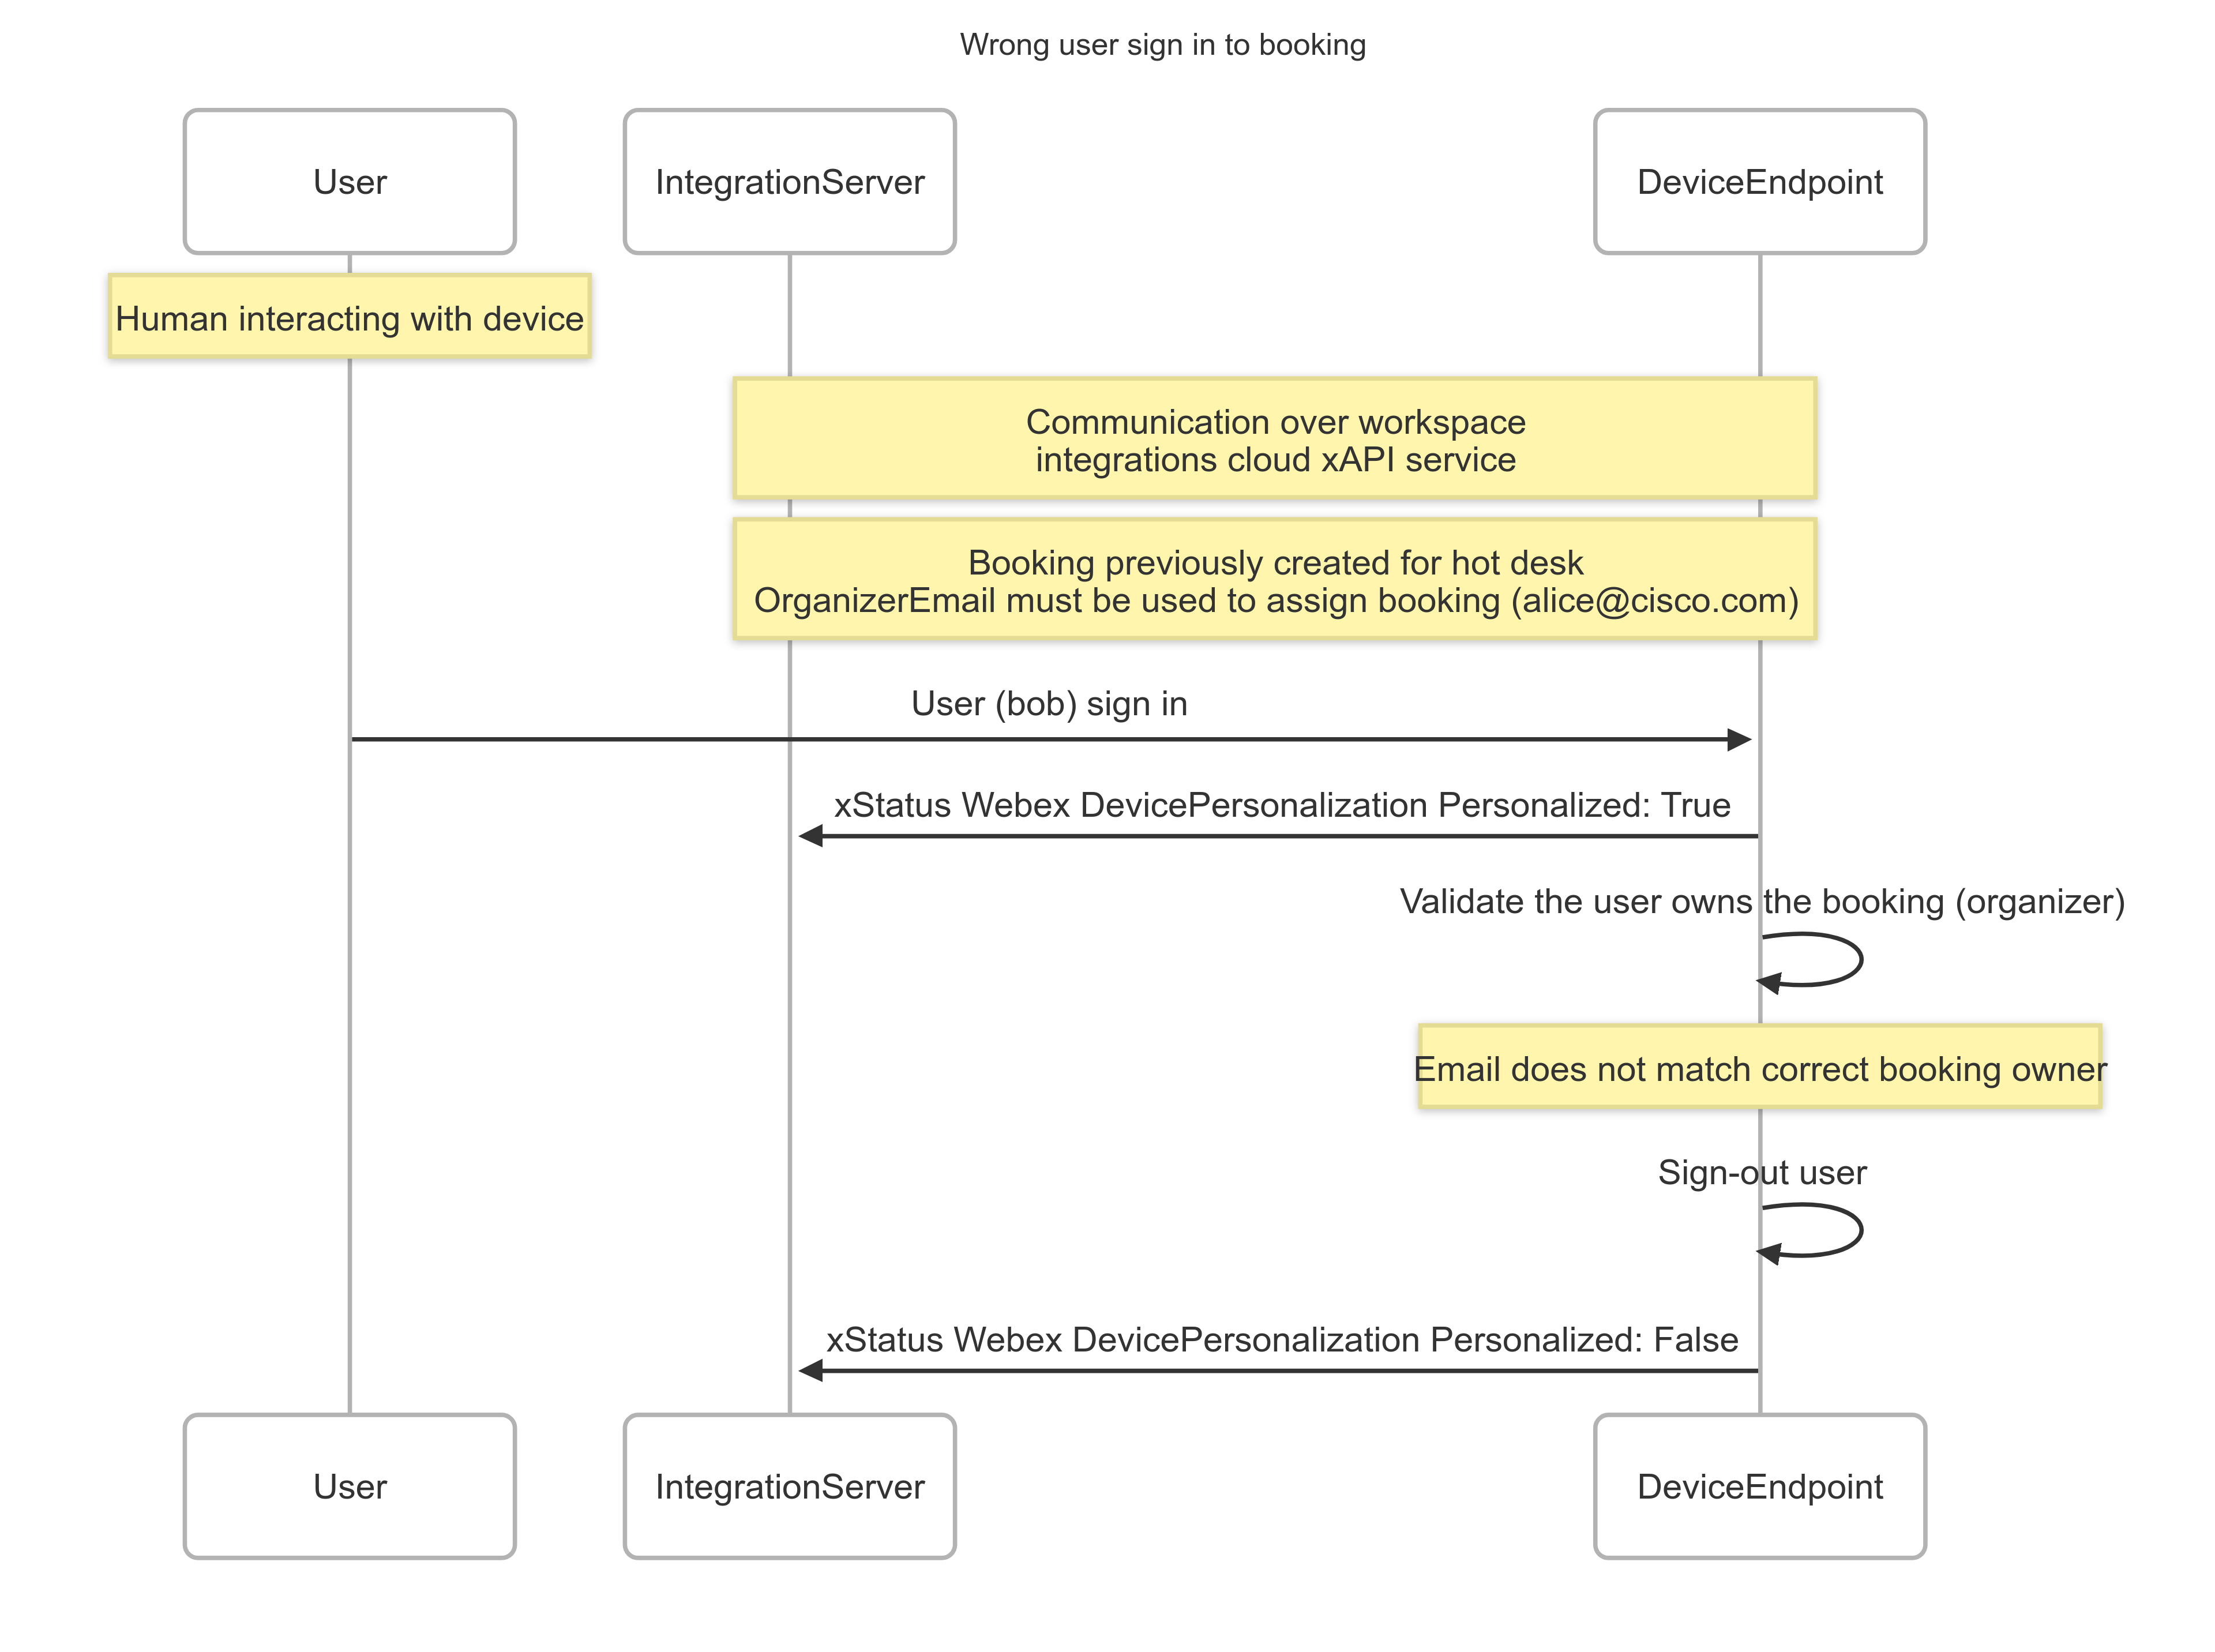 Wrong user sign in to booking
User
IntegrationServer
DeviceEndpoint
Human interacting with device
Communication over workspace
integrations cloud xAPI service
Booking previously created for hot desk
OrganizerEmail must be used to assign booking (alice@cisco.com)
User (bob) sign in
xStatus Webex DevicePersonalization Personalized: True
Validate the user owns the booking (organizer)
Email does not match correct booking owner
Sign-out user
xStatus Webex DevicePersonalization Personalized: False
User
IntegrationServer
DeviceEndpoint